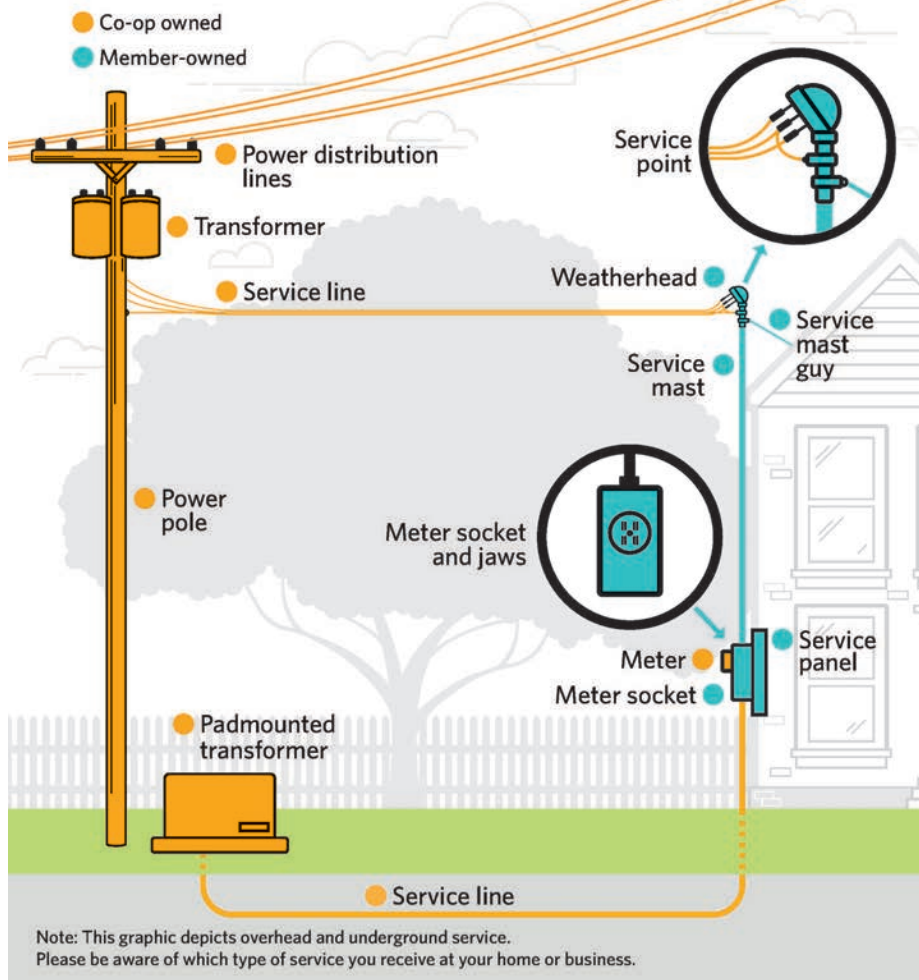 Co-op owned
Member-owned
Power distribution
lines
Service
point
Transformer
Weatherhead
Service line
Service
mast
guy
Service
mast
Power
pole
Meter socket
and jaws
Meter
Service
panel
Meter socket
Padmounted
transformer
Service line
Note: This graphic depicts overhead and underground service.
Please be aware of which type of service you receive at your home or business.